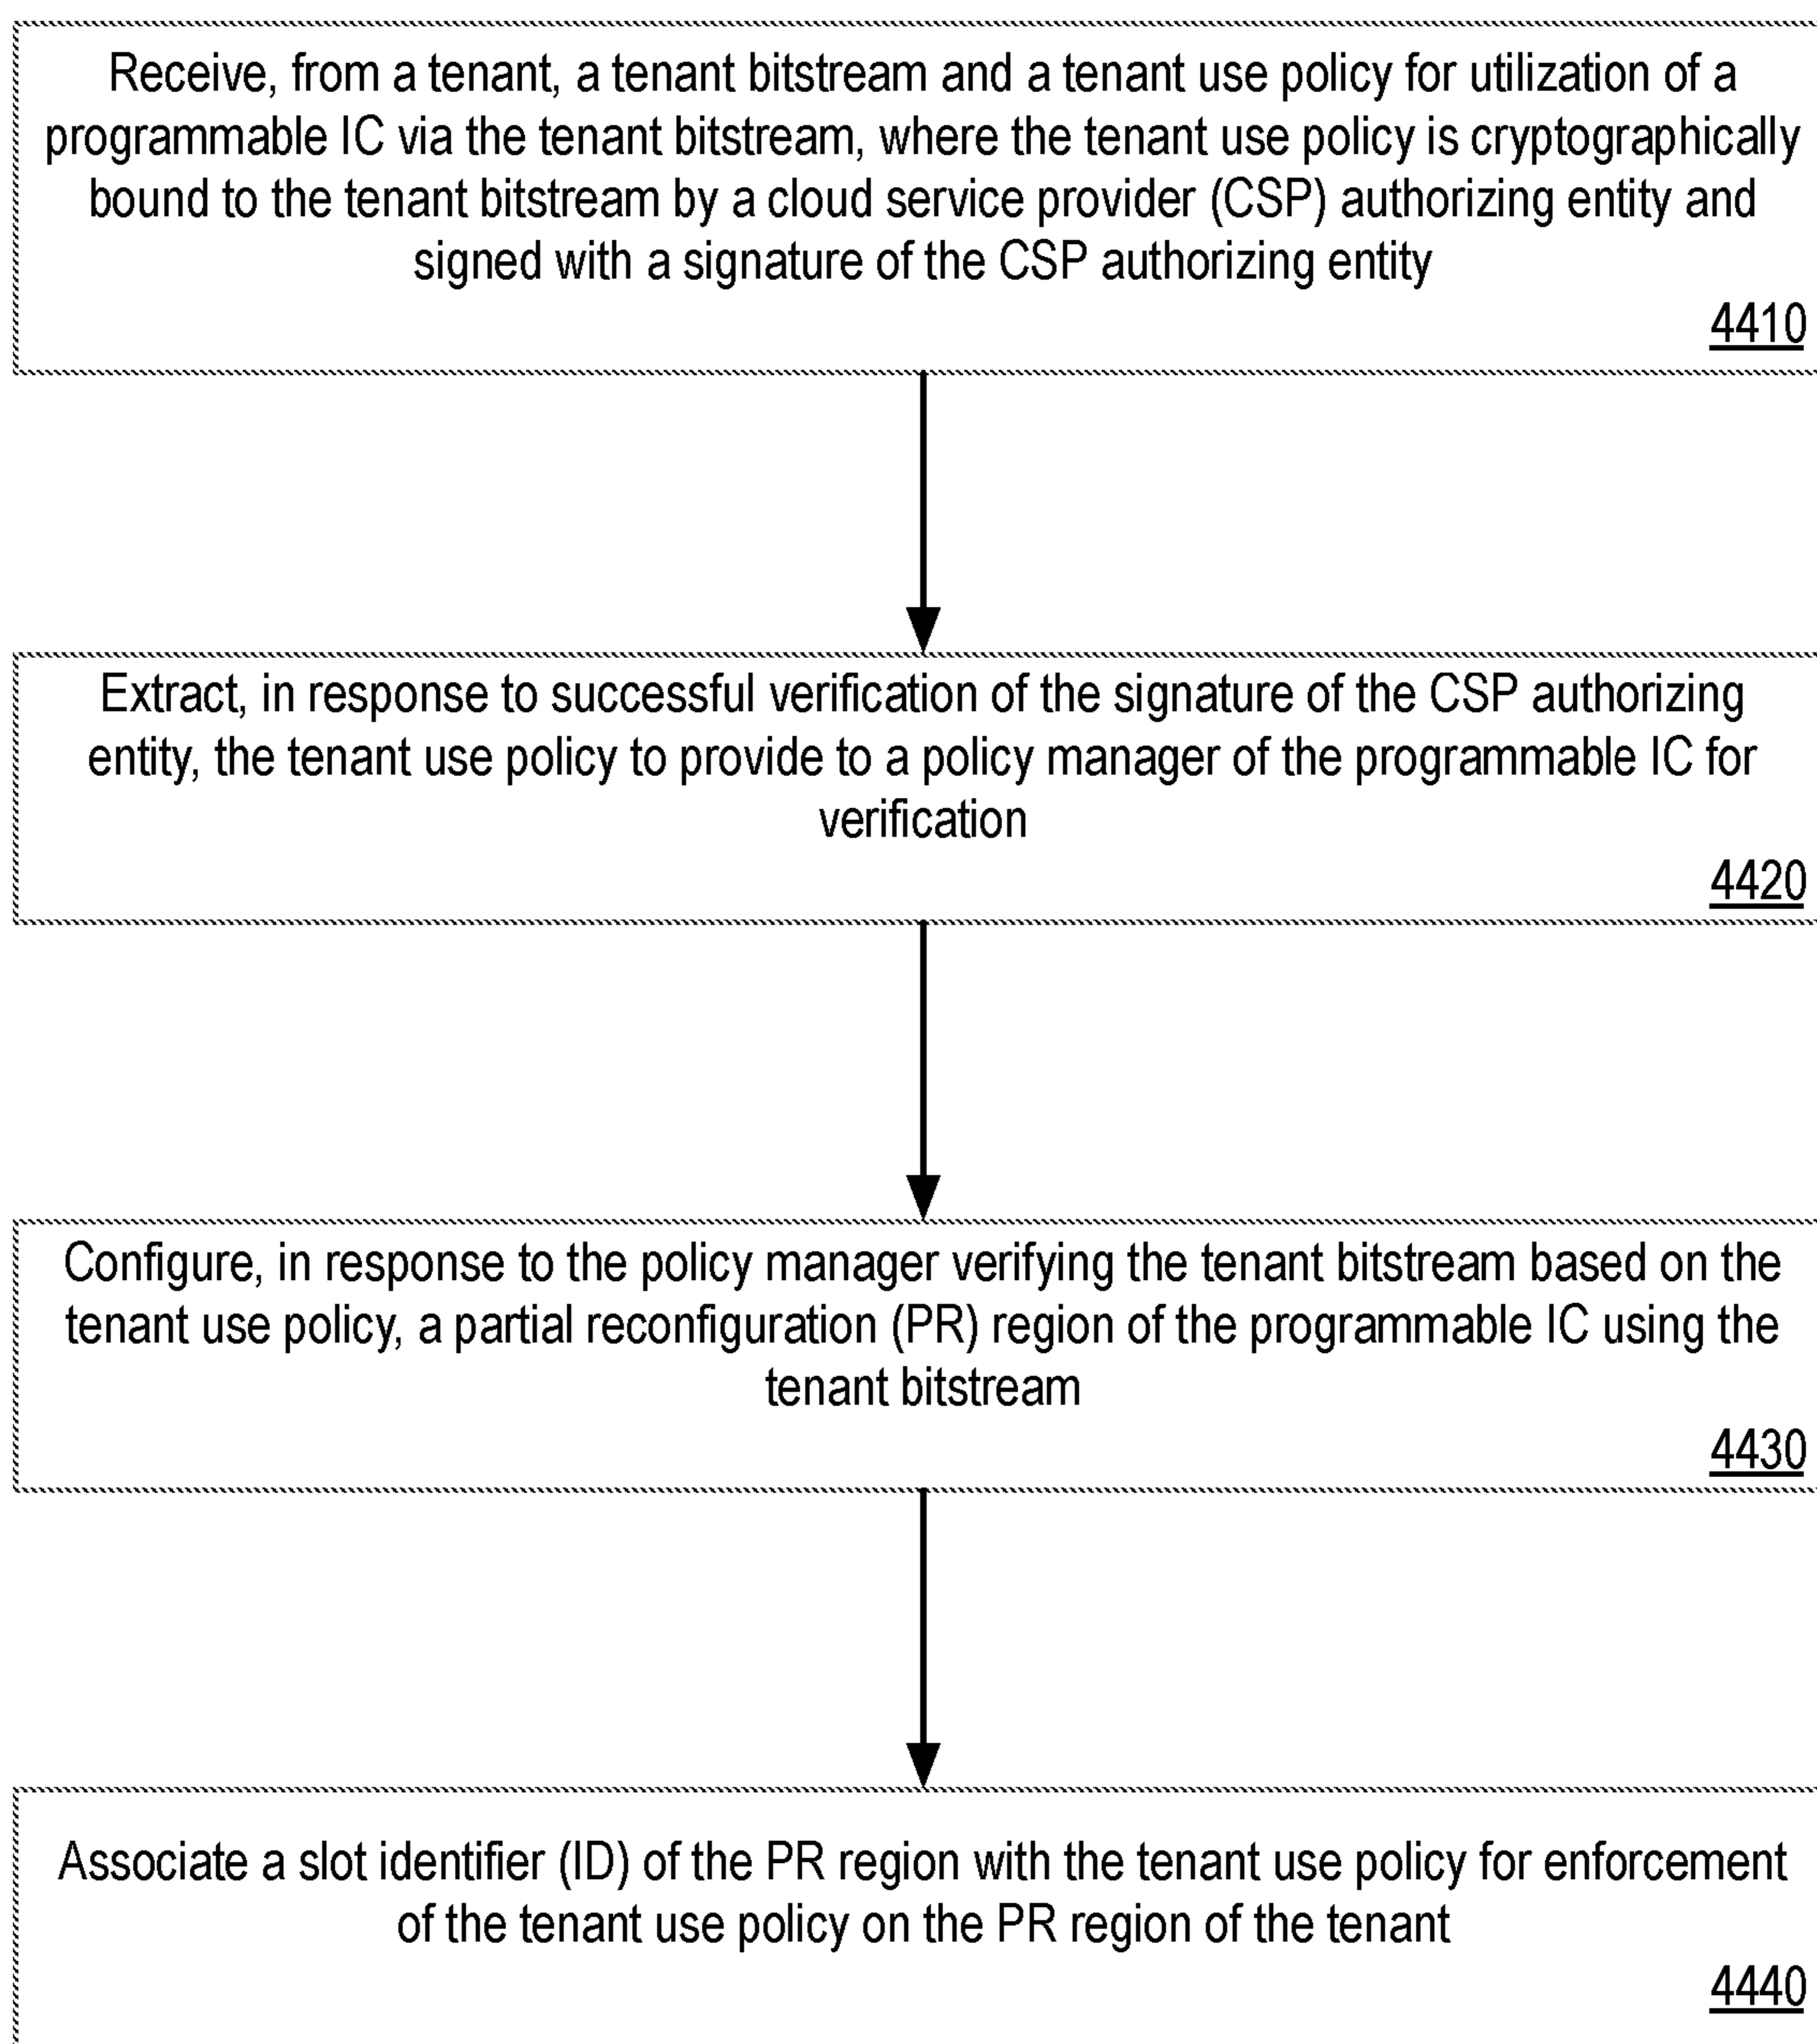 Receive, from a tenant, a tenant bitstream and a tenant use policy for utilization of a
programmable IC via the tenant bitstream, where the tenant use policy is cryptographically
bound to the tenant bitstream by a cloud service provider (CSP) authorizing entity and
signed with a signature of the CSP authorizing entity
4410
Extract, in response to successful verification of the signature of the CSP authorizing
entity, the tenant use policy to provide to a policy manager of the programmable IC for
verification
4420
Configure, in response to the policy manager verifying the tenant bitstream based on the
tenant use policy, a partial reconfiguration (PR) region of the programmable IC using the
tenant bitstream
4430
Associate a slot identifier (ID) of the PR region with the tenant use policy for enforcement
of the tenant use policy on the PR region of the tenant
4440